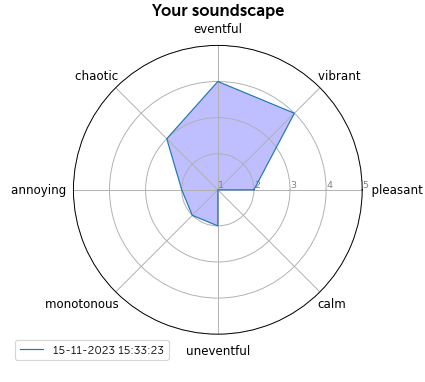 Your soundscape
eventful
chaotic
vibrant
annoying
1 2 3 4 5
pleasant
monotonous
calm
15-11-2023 15:33:23
uneventful